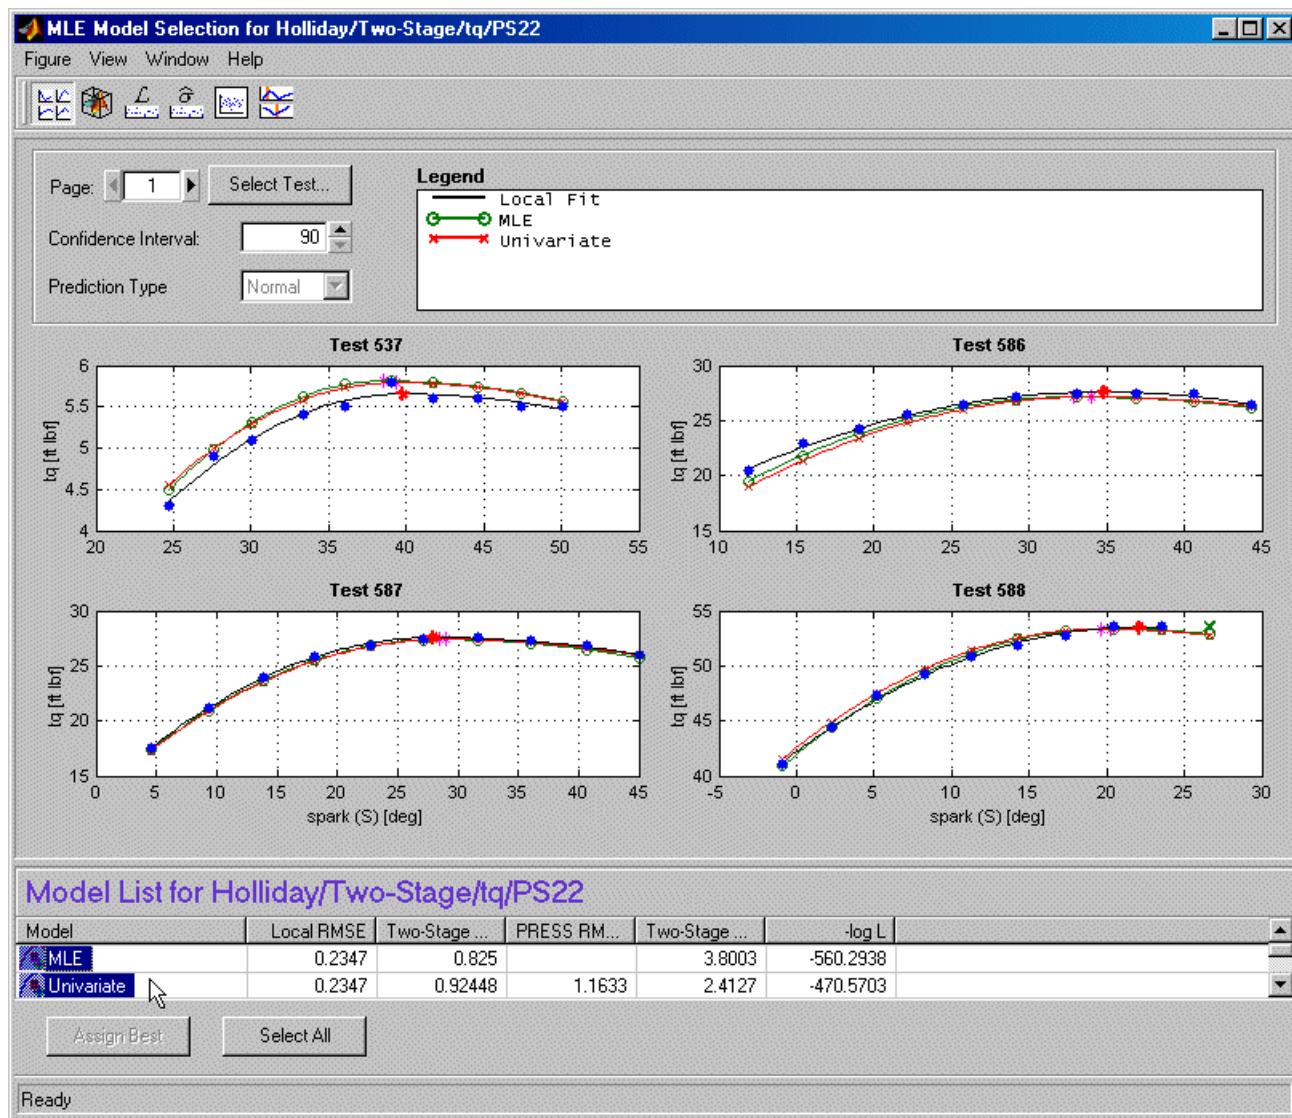 MLE Model Selection for Holliday/Two-Stage/tq/PS22
Figure View Window Help
Page: 1 Select Test...
Confidence Interval: 90
Prediction Type Normal
Legend
Local Fit
MLE
Univariate
Test 537
tq [ft lbf]
6
5.5
5
4.5
4
20 25 30 35 40 45 50 55
Test 586
tq [ft lbf]
30
25
20
15
10 15 20 25 30 35 40 45
Test 587
tq [ft lbf]
30
25
20
15
0 5 10 15 20 25 30 35 40 45
spark (S) [deg]
Test 588
tq [ft lbf]
55
50
45
40
-5 0 5 10 15 20 25 30
spark (S) [deg]
Model List for Holliday/Two-Stage/tq/PS22
Model Local RMSE Two-Stage ... PRESS RM... Two-Stage ... -log L
MLE 0.2347 0.825 3.8003 -560.2938
Univariate 0.2347 0.92448 1.1633 2.4127 -470.5703
Assign Best Select All
Ready